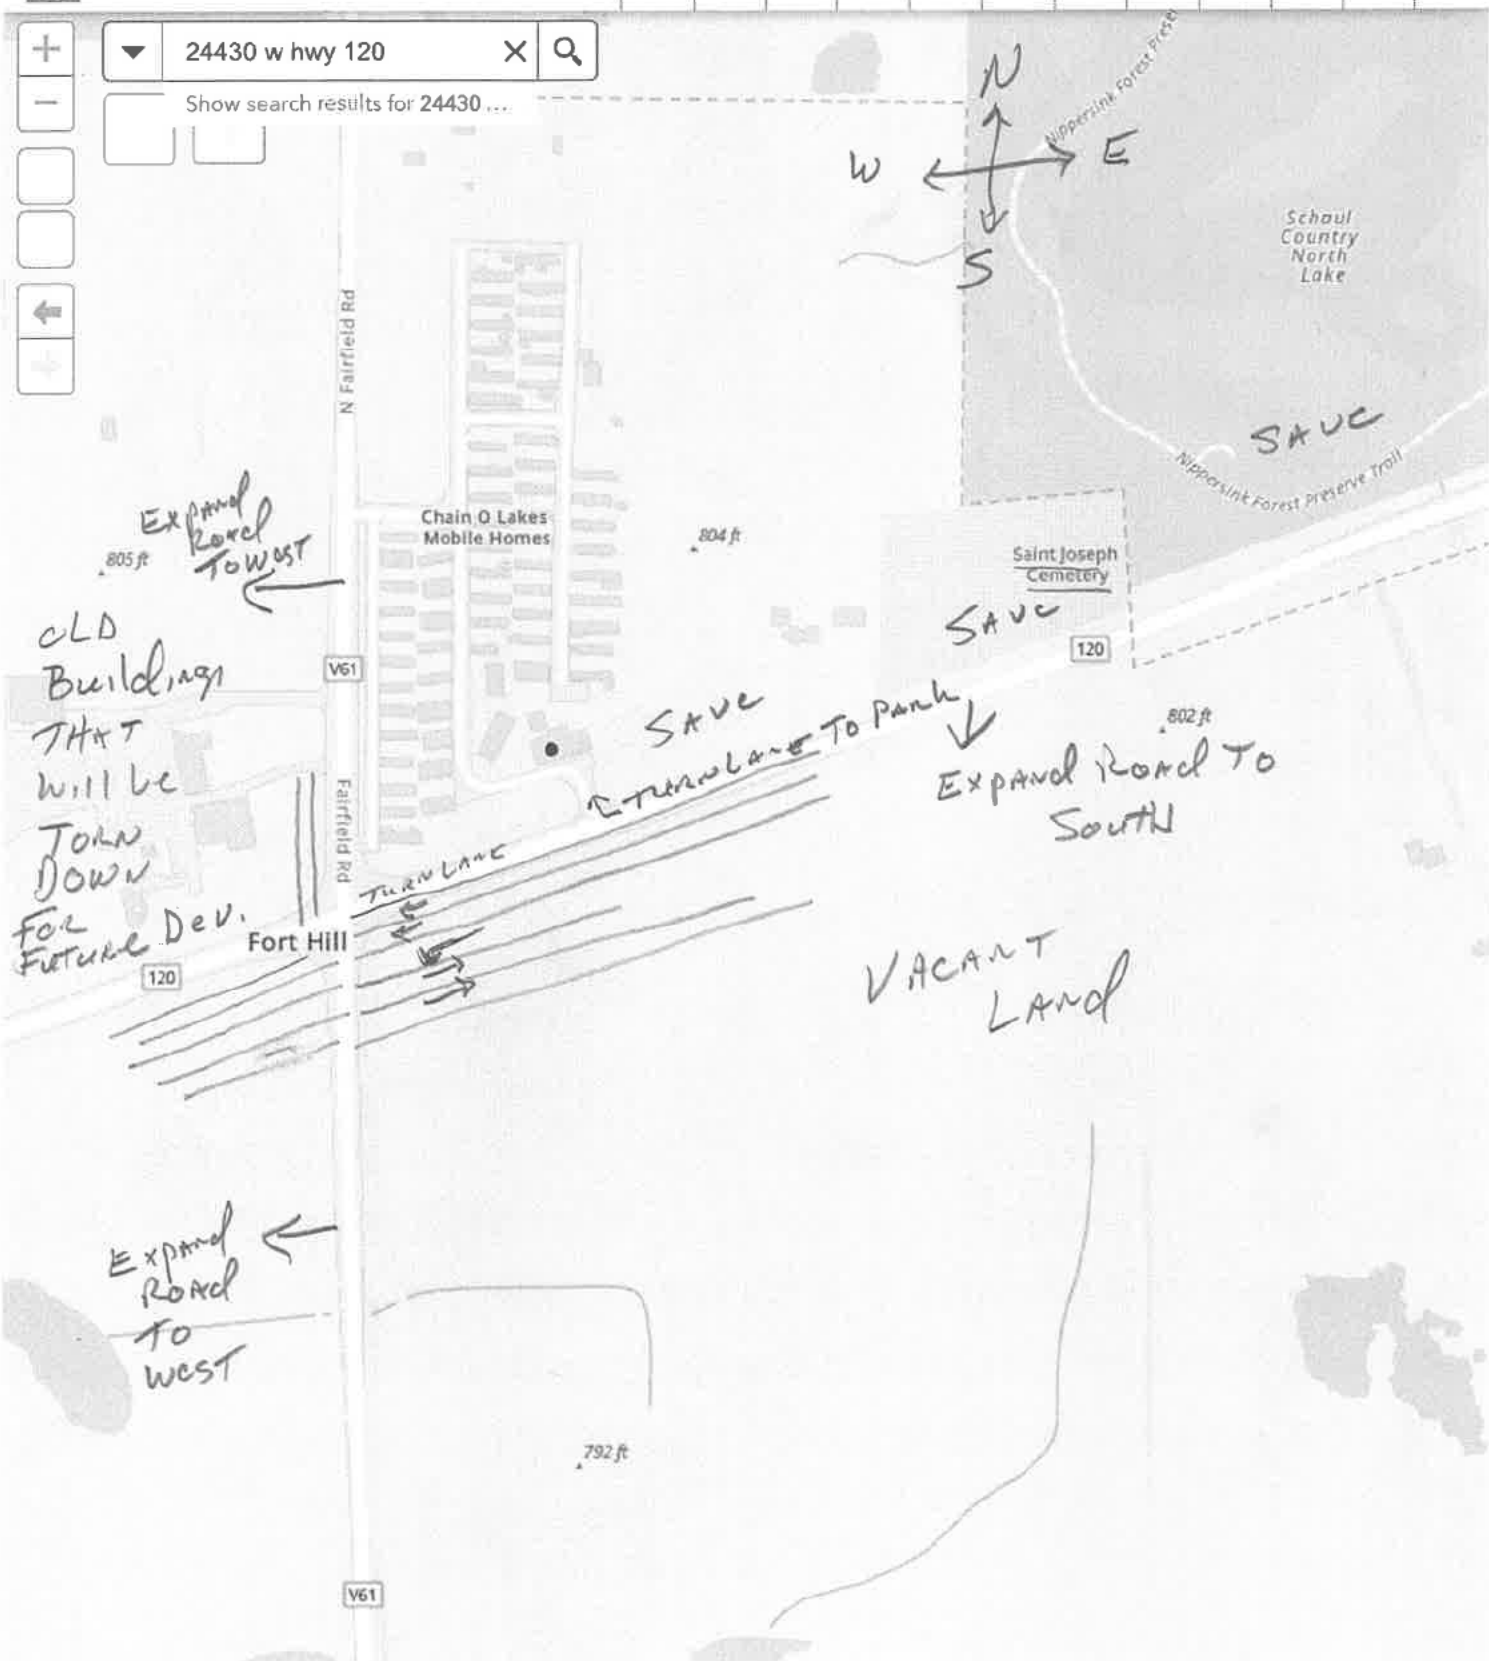 24430 w hwy 120
Show search results for 24430 ...
N
W
E
S
Nippersink Forest Prese
Schaul
Country
North
Lake
N Fairfield Rd
SAVE
Nippersink Forest Preserve Trail
EXPAND
ROAD
TO WEST
805 ft
Chain O Lakes
Mobile Homes
804 ft
Saint Joseph
Cemetery
SAVE
120
OLD
Buildings
THAT
Will be
TORN
DOWN
FOR
FUTURE Dev.
V61
SAVE
TURN LANE TO PARK
802 ft
EXPAND ROAD TO
SOUTH
Fairfield Rd
TURN LANE
Fort Hill
120
VACANT
LAND
EXPAND
ROAD
TO
WEST
792 ft
V61